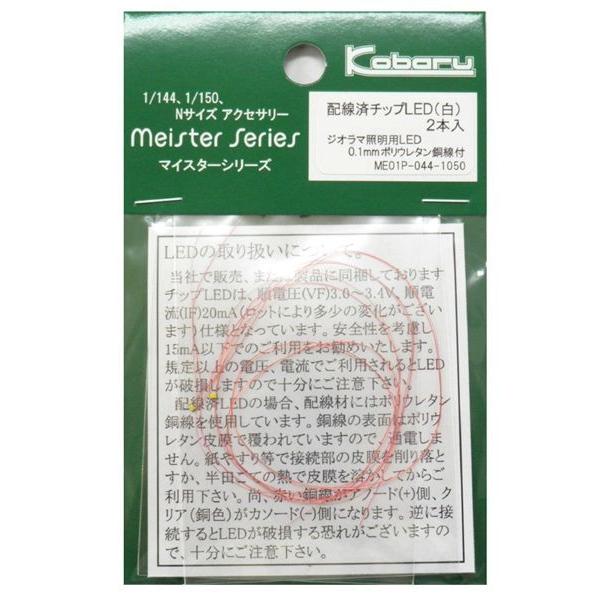 Kobaru
1/144、1/150、
Nサイズ アクセサリー
Meister Series
マイスターシリーズ
配線済チップLED(白)
2本入
ジオラマ照明用LED
0.1mmポリウレタン銅線付
ME01P-044-1050
LEDの取り扱いについて。
当社で販売、または製品に同梱しております
チップLEDは、順電圧(VF)3.0~3.4V、順電
流(IF)20mA(ロットにより多少の変化がござい
ます)仕様となっています。安全性を考慮し
15mA以下でのご利用をお勧めいたします。
規定以上の電圧、電流でご利用されるとLED
が破損しますので十分にご注意下さい。
配線済LEDの場合、配線材にはポリウレタン
銅線を使用しています。銅線の表面はポリウ
レタン皮膜で覆われていますので、通電しま
せん。紙やすり等で接続部の皮膜を削り落と
すか、半田ごての熱で皮膜を溶かしてからご
利用下さい。尚、赤い銅線がアノード(+)側、ク
リア(銅色)がカソード(-)側になります。逆に接
続するとLEDが破損する恐れがございますの
で、十分にご注意下さい。